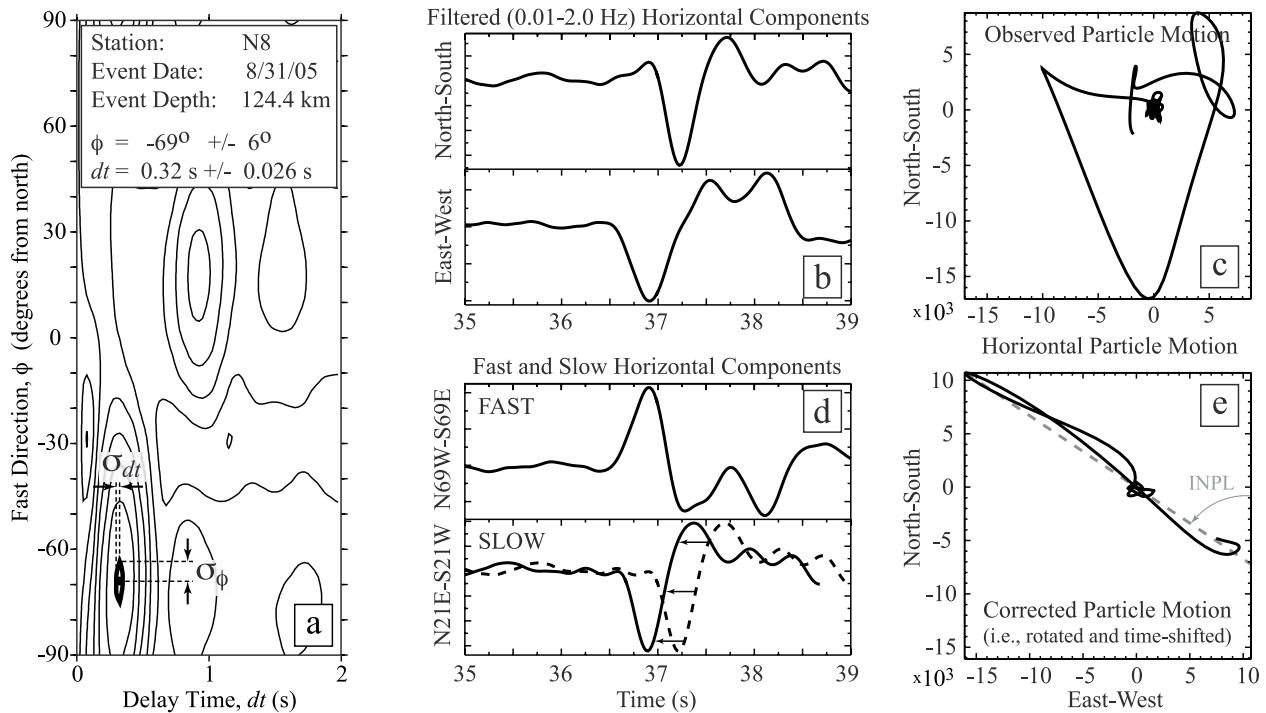 Station: N8
Event Date: 8/31/05
Event Depth: 124.4 km
ϕ = -69º +/- 6º
dt = 0.32 s +/- 0.026 s
90
60
30
0
-30
-60
-90
Fast Direction, ϕ (degrees from north)
σdt
σϕ
a
0 1 2
Delay Time, dt (s)
Filtered (0.01-2.0 Hz) Horizontal Components
North-South
East-West
b
35 36 37 38 39
Fast and Slow Horizontal Components
FAST
d
N69W-S69E
SLOW
N21E-S21W
35 36 37 38 39
Time (s)
Observed Particle Motion
5
0
-5
-10
-15
North-South
c
x10³ -15 -10 -5 0 5
Horizontal Particle Motion
10
5
0
-5
-10
-15
North-South
e
INPL
Corrected Particle Motion
(i.e., rotated and time-shifted)
x10³ -15 -10 -5 0 5 10
East-West